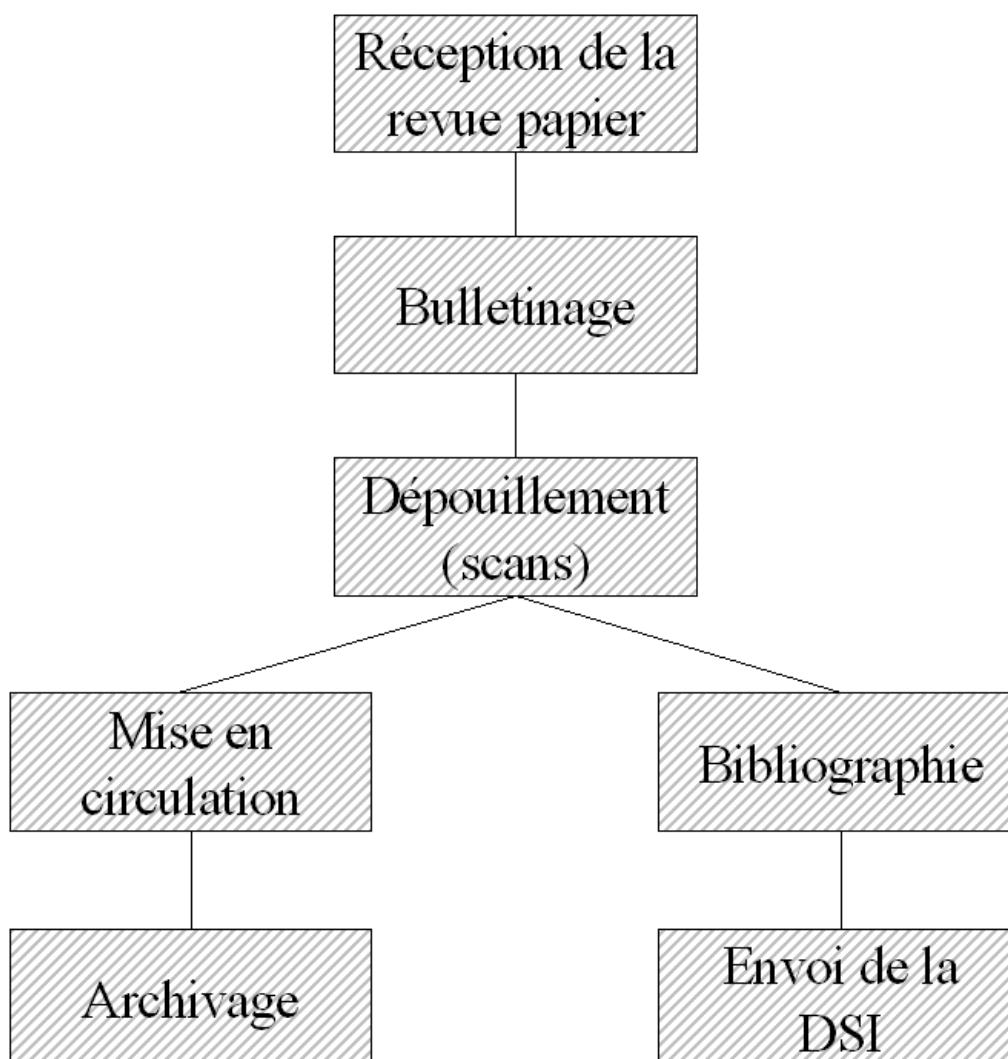 Réception de la
revue papier
Bulletinage
Dépouillement
(scans)
Mise en
circulation
Bibliographie
Archivage
Envoi de la
DSI